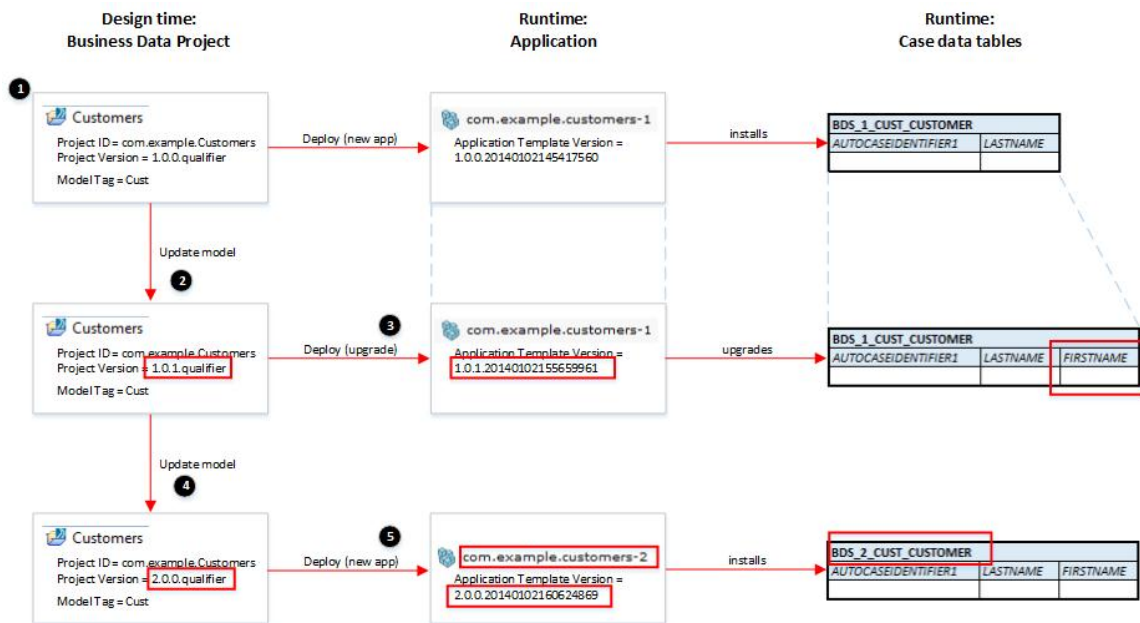 Design time:
Business Data Project
Runtime:
Application
Runtime:
Case data tables
1
Customers
Project ID = com.example.Customers
Project Version = 1.0.0.qualifier
Model Tag = Cust
Deploy (new app)
com.example.customers-1
Application Template Version =
1.0.0.20140102145417560
installs
BDS_1_CUST_CUSTOMER
AUTOCASEIDENTIFIER1 LASTNAME
Update model
2
Customers
Project ID = com.example.Customers
Project Version = 1.0.1.qualifier
Model Tag = Cust
3
Deploy (upgrade)
com.example.customers-1
Application Template Version =
1.0.1.20140102155659961
upgrades
BDS_1_CUST_CUSTOMER
AUTOCASEIDENTIFIER1 LASTNAME FIRSTNAME
Update model
4
Customers
Project ID = com.example.Customers
Project Version = 2.0.0.qualifier
Model Tag = Cust
5
Deploy (new app)
com.example.customers-2
Application Template Version =
2.0.0.20140102160624869
installs
BDS_2_CUST_CUSTOMER
AUTOCASEIDENTIFIER1 LASTNAME FIRSTNAME